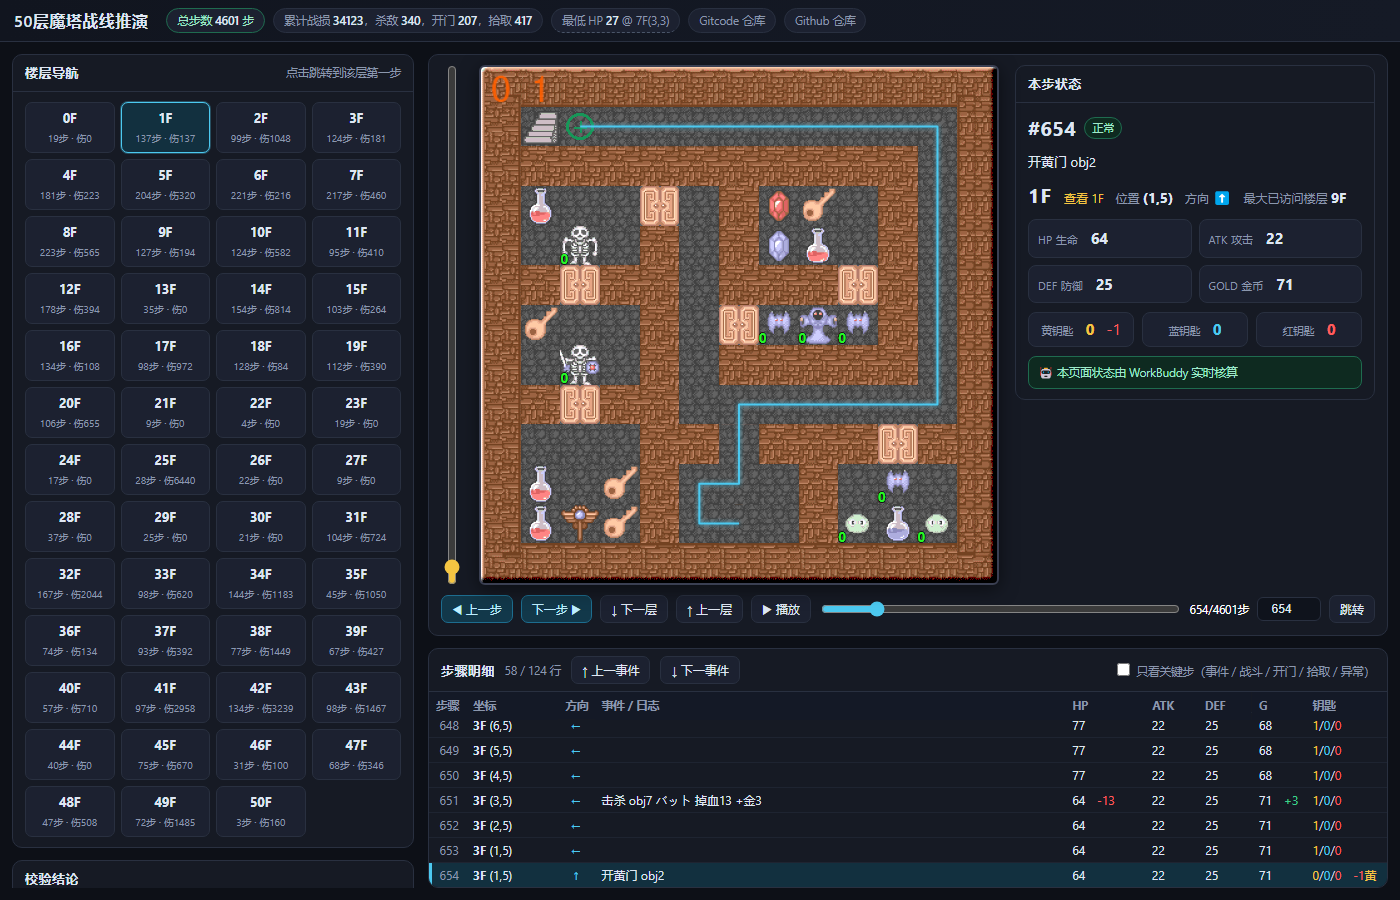 50层魔塔战线推演
总步数 4601 步
累计战损 34123，杀敌 340，开门 207，拾取 417
最低 HP 27 @ 7F(3,3)
Gitcode 仓库
Github 仓库
楼层导航
点击跳转到该层第一步
0F
19步 · 伤0
1F
137步 · 伤137
2F
99步 · 伤1048
3F
124步 · 伤181
4F
181步 · 伤223
5F
204步 · 伤320
6F
221步 · 伤216
7F
217步 · 伤460
8F
223步 · 伤565
9F
127步 · 伤194
10F
124步 · 伤582
11F
95步 · 伤410
12F
178步 · 伤394
13F
35步 · 伤0
14F
154步 · 伤814
15F
103步 · 伤264
16F
134步 · 伤108
17F
98步 · 伤972
18F
128步 · 伤84
19F
112步 · 伤390
20F
106步 · 伤655
21F
9步 · 伤0
22F
4步 · 伤0
23F
19步 · 伤0
24F
17步 · 伤0
25F
28步 · 伤6440
26F
22步 · 伤0
27F
9步 · 伤0
28F
37步 · 伤0
29F
25步 · 伤0
30F
21步 · 伤0
31F
104步 · 伤724
32F
167步 · 伤2044
33F
98步 · 伤620
34F
144步 · 伤1183
35F
45步 · 伤1050
36F
74步 · 伤134
37F
93步 · 伤392
38F
77步 · 伤1449
39F
67步 · 伤427
40F
57步 · 伤710
41F
97步 · 伤2958
42F
134步 · 伤3239
43F
98步 · 伤1467
44F
40步 · 伤0
45F
75步 · 伤670
46F
31步 · 伤100
47F
68步 · 伤346
48F
47步 · 伤508
49F
72步 · 伤1485
50F
3步 · 伤160
校验结论
0 1
0
0
0 0 0
0
0 0
◀ 上一步
下一步 ▶
↓ 下一层
↑ 上一层
▶ 播放
654/4601步
654
跳转
本步状态
#654 正常
开黄门 obj2
1F 查看 1F 位置 (1,5) 方向 ⬆ 最大已访问楼层 9F
HP 生命 64
ATK 攻击 22
DEF 防御 25
GOLD 金币 71
黄钥匙 0 -1
蓝钥匙 0
红钥匙 0
本页面状态由 WorkBuddy 实时核算
步骤明细 58 / 124 行
↑ 上一事件
↓ 下一事件
只看关键步（事件 / 战斗 / 开门 / 拾取 / 异常）
步骤 坐标 方向 事件 / 日志 HP ATK DEF G 钥匙
648 3F (6,5) ← 77 22 25 68 1/0/0
649 3F (5,5) ← 77 22 25 68 1/0/0
650 3F (4,5) ← 77 22 25 68 1/0/0
651 3F (3,5) ← 击杀 obj7 バット 掉血13 +金3 64 -13 22 25 71 +3 1/0/0
652 3F (2,5) ← 64 22 25 71 1/0/0
653 3F (1,5) ← 64 22 25 71 1/0/0
654 3F (1,5) ↑ 开黄门 obj2 64 22 25 71 0/0/0 -1黄